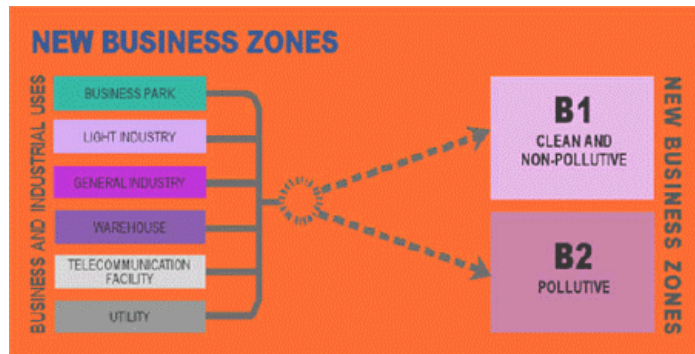 NEW BUSINESS ZONES
BUSINESS AND INDUSTRIAL USES
BUSINESS PARK
LIGHT INDUSTRY
GENERAL INDUSTRY
WAREHOUSE
TELECOMMUNICATION
FACILITY
UTILITY
B1
CLEAN AND
NON-POLLUTIVE
B2
POLLUTIVE
NEW BUSINESS ZONES